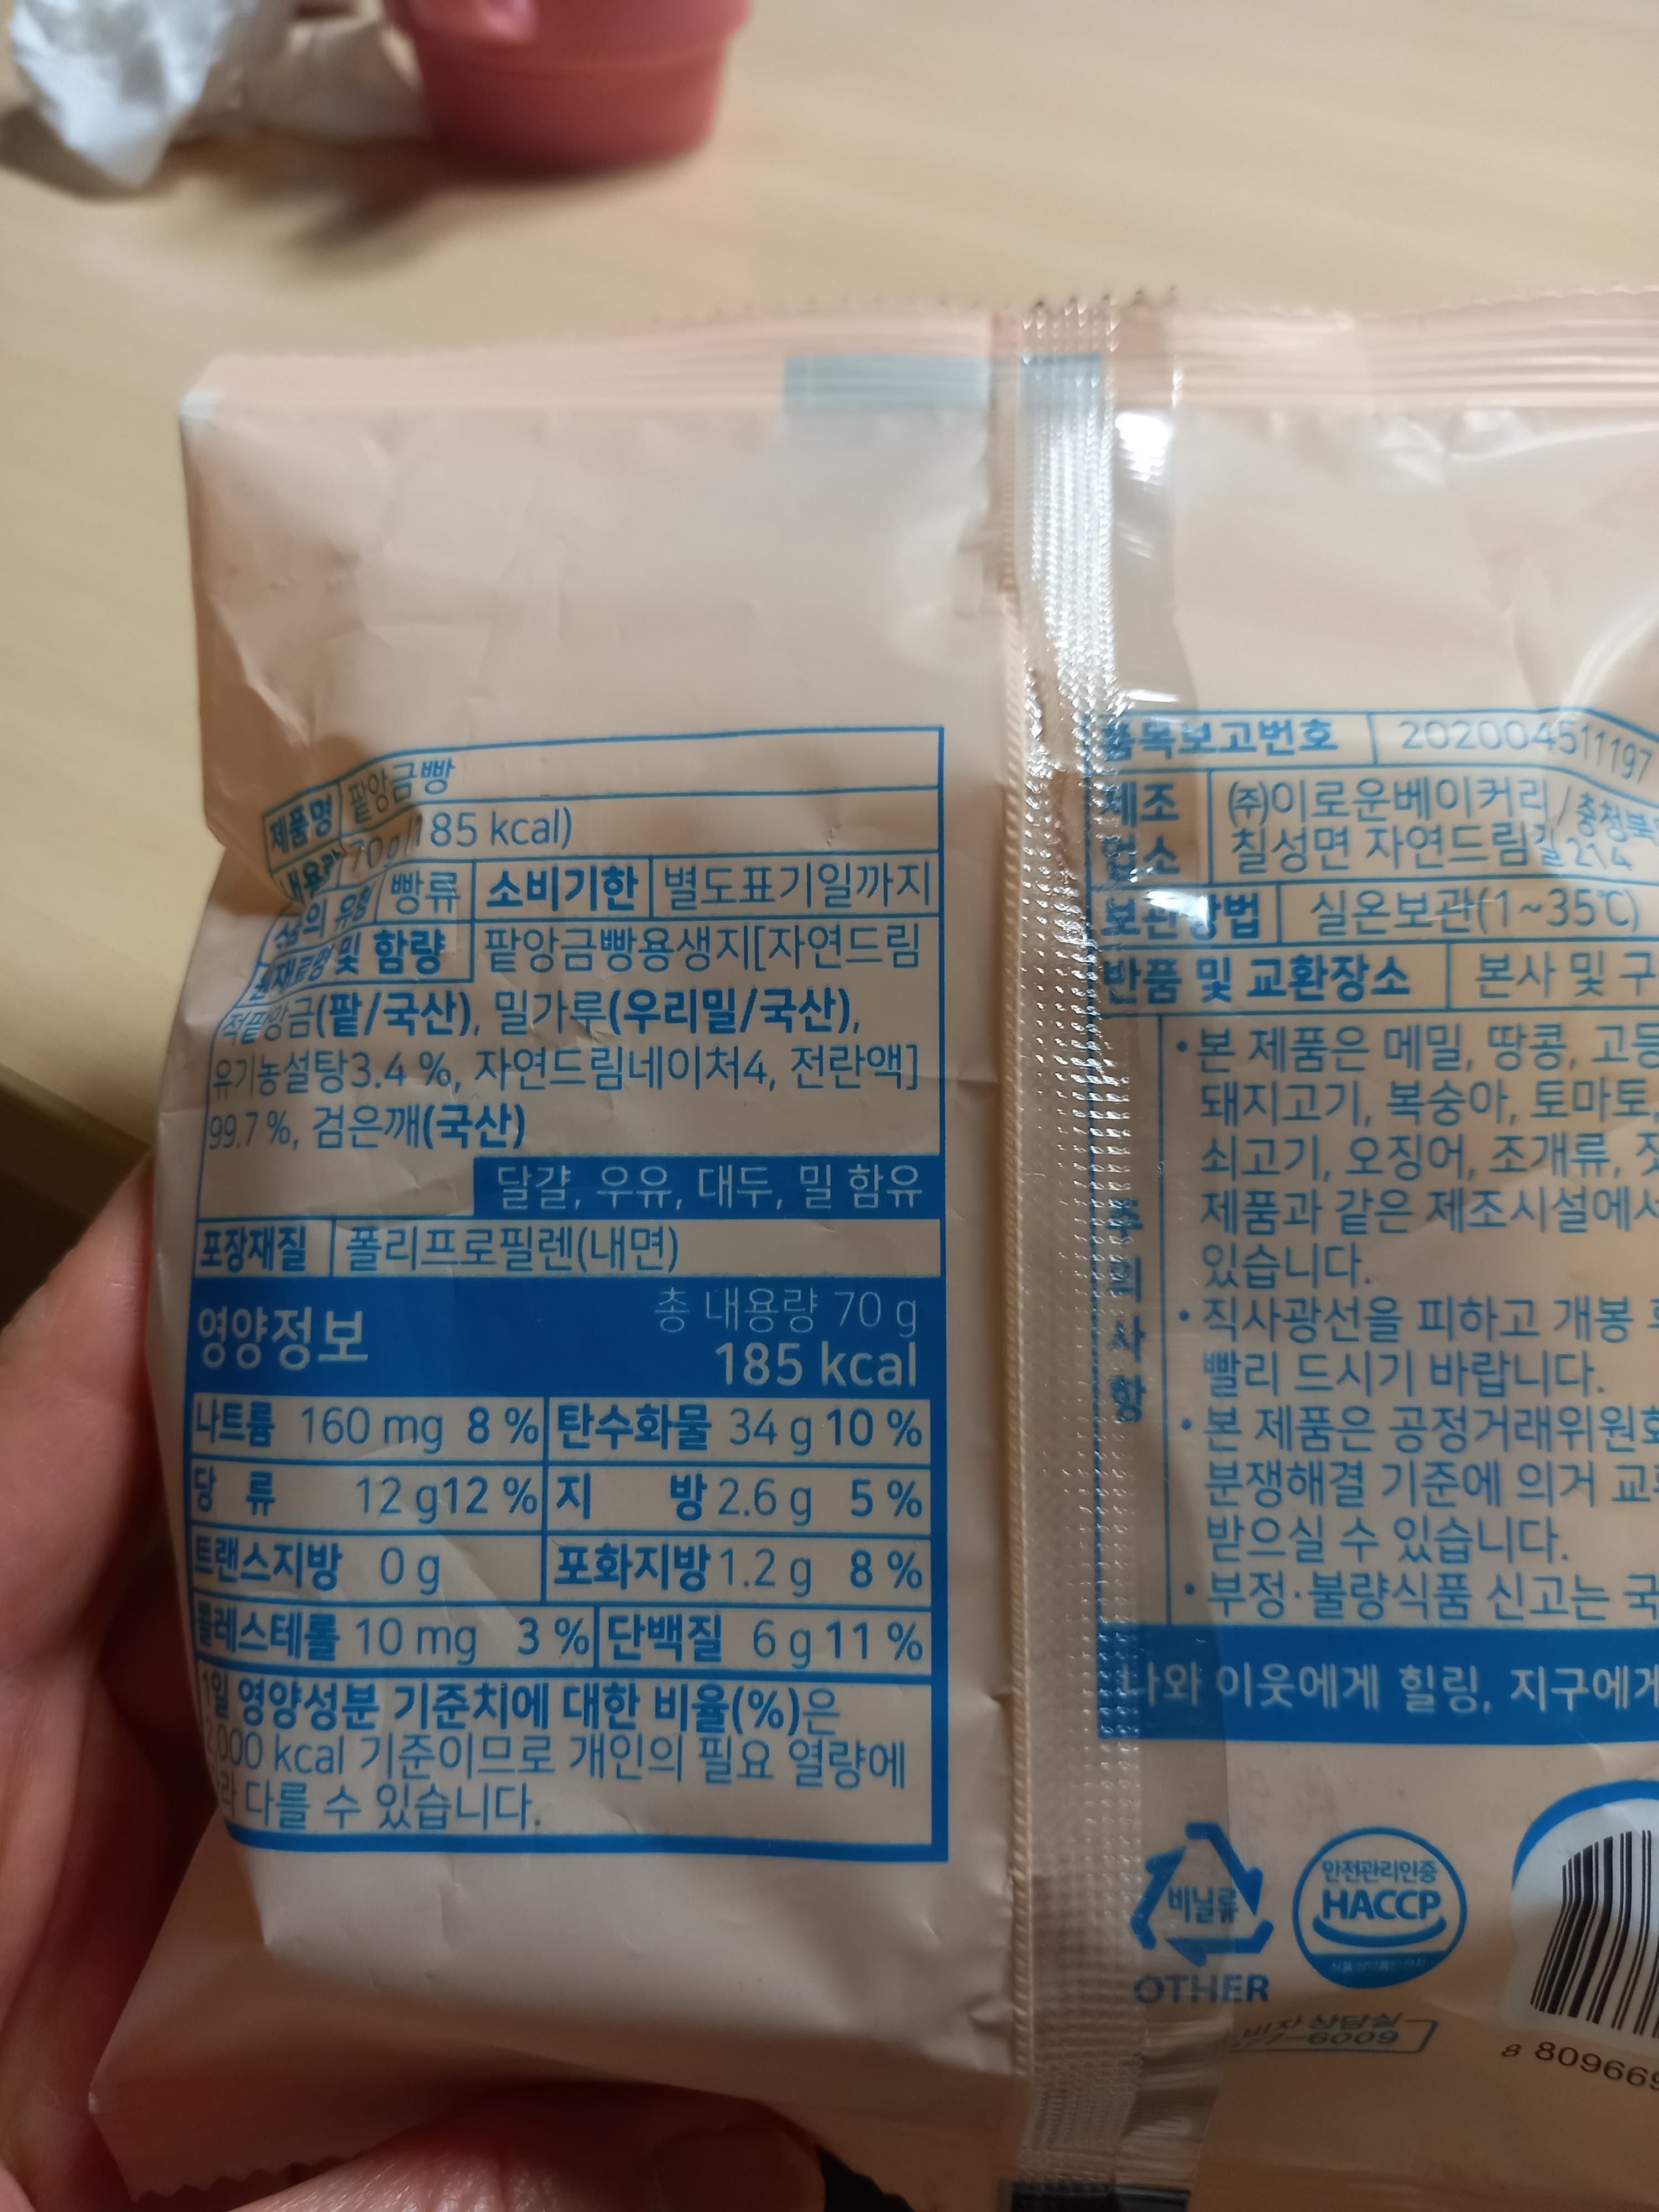 제품명 팥앙금빵
내용량 70g(185 kcal)
유형 빵류 소비기한 별도표기일까지
원재료명 및 함량 팥앙금빵용생지[자연드림
적팥앙금(팥/국산), 밀가루(우리밀/국산),
유기농설탕3.4 %, 자연드림네이처4, 전란액]
99.7 %, 검은깨(국산)
달걀, 우유, 대두, 밀 함유
포장재질 폴리프로필렌(내면)
영양정보 총 내용량 70 g
185 kcal
나트륨 160 mg 8 % 탄수화물 34 g 10 %
당 류 12 g 12 % 지 방 2.6 g 5 %
트랜스지방 0 g 포화지방 1.2 g 8 %
콜레스테롤 10 mg 3 % 단백질 6 g 11 %
1일 영양성분 기준치에 대한 비율(%)은
2,000 kcal 기준이므로 개인의 필요 열량에
라 다를 수 있습니다.
품목보고번호 202004511197
제조 (주)이로운베이커리/충청북
업소 칠성면 자연드림길 214
보관방법 실온보관(1~35℃)
반품 및 교환장소 본사 및 구
주의사항
• 본 제품은 메밀, 땅콩, 고등
돼지고기, 복숭아, 토마토,
쇠고기, 오징어, 조개류, 잣
제품과 같은 제조시설에서
있습니다.
• 직사광선을 피하고 개봉 후
빨리 드시기 바랍니다.
• 본 제품은 공정거래위원회
분쟁해결 기준에 의거 교환
받으실 수 있습니다.
• 부정·불량식품 신고는 국
나와 이웃에게 힐링, 지구에게
비닐류
OTHER
안전관리인증
HACCP
소비자 상담실
-6009
8 809669